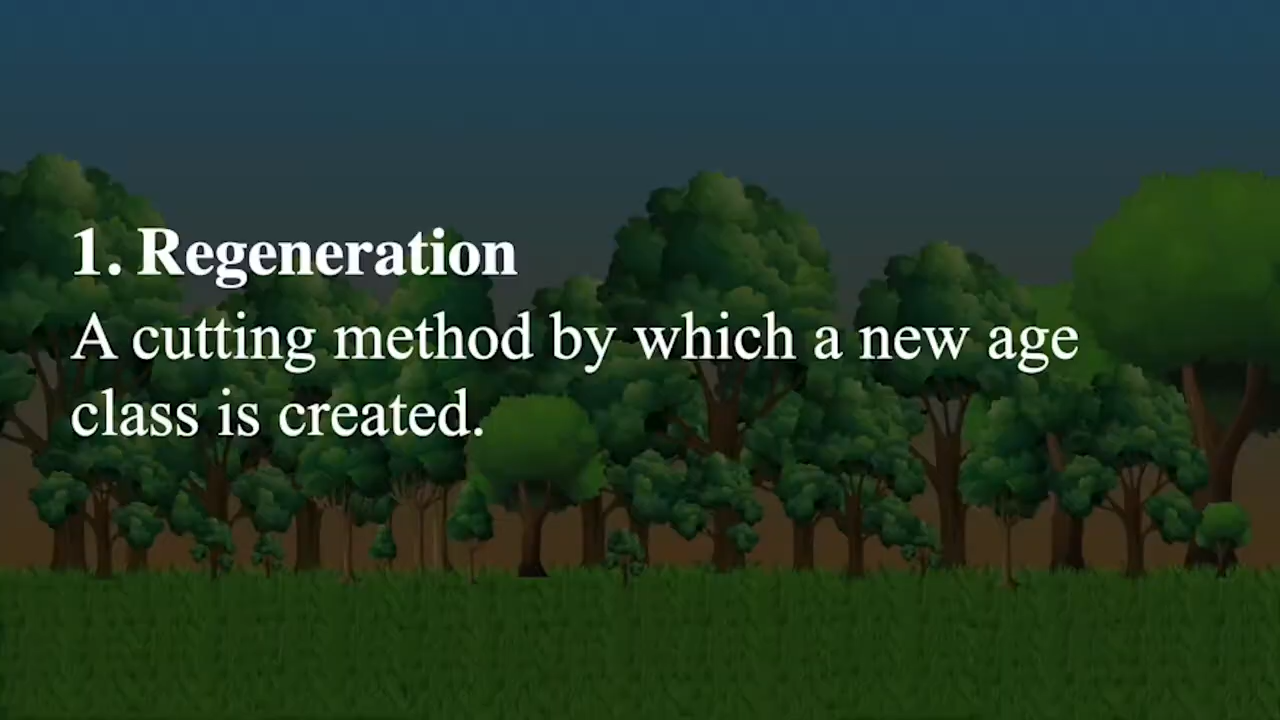 1. Regeneration
A cutting method by which a new age
class is created.